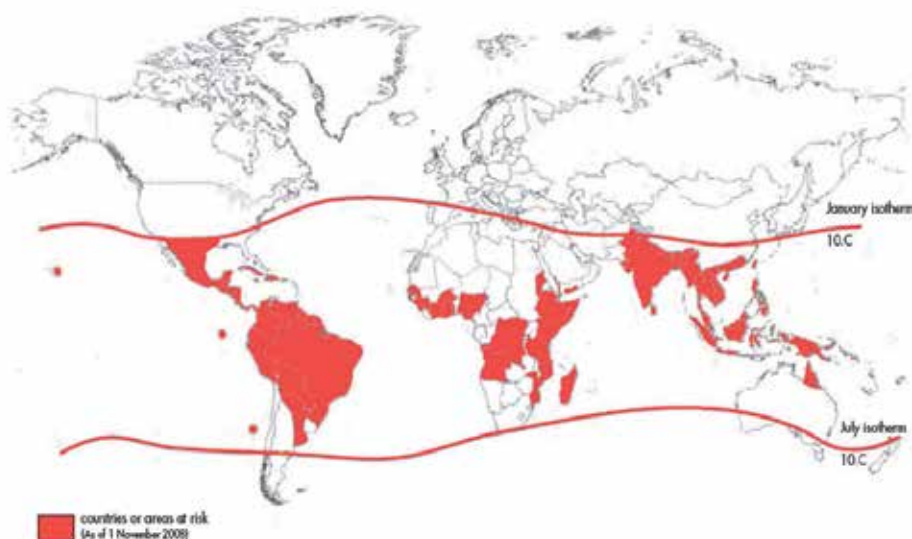 January isotherm
10.C
July isotherm
10.C
countries or areas at risk
(As of 1 November 2008)